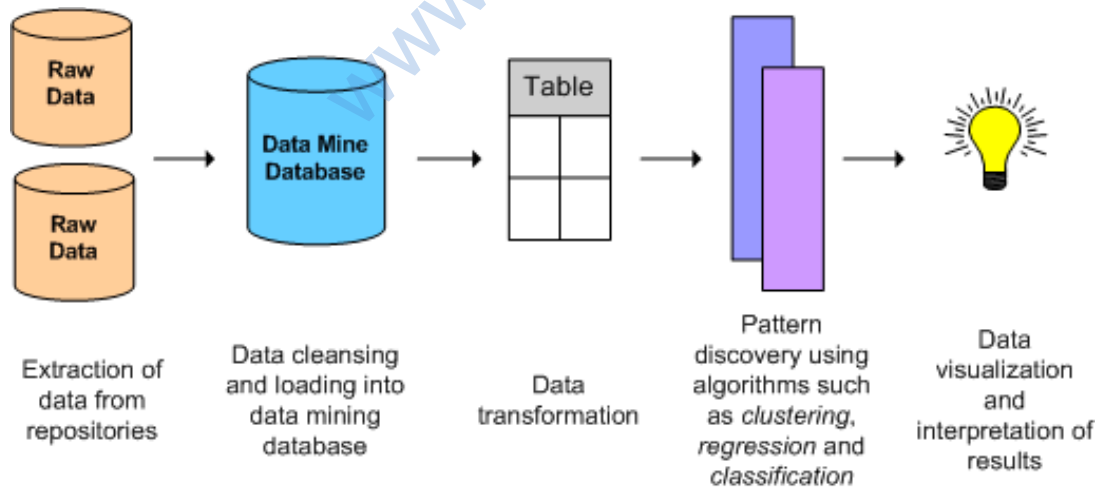 Raw
Data
Raw
Data
Data Mine
Database
Table
www
Extraction of
data from
repositories
Data cleansing
and loading into
data mining
database
Data
transformation
Pattern
discovery using
algorithms such
as clustering,
regression and
classification
Data
visualization
and
interpretation of
results